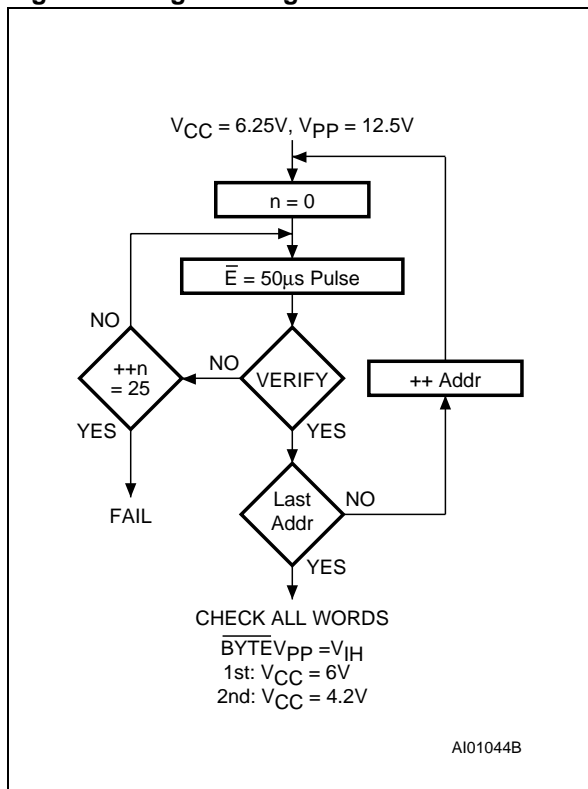 VCC = 6.25V, VPP = 12.5V
n = 0
E̅ = 50µs Pulse
NO
++n
= 25
NO
VERIFY
++ Addr
YES
YES
FAIL
Last
Addr
NO
YES
CHECK ALL WORDS
B̅Y̅T̅E̅VPP =VIH
1st: VCC = 6V
2nd: VCC = 4.2V
AI01044B